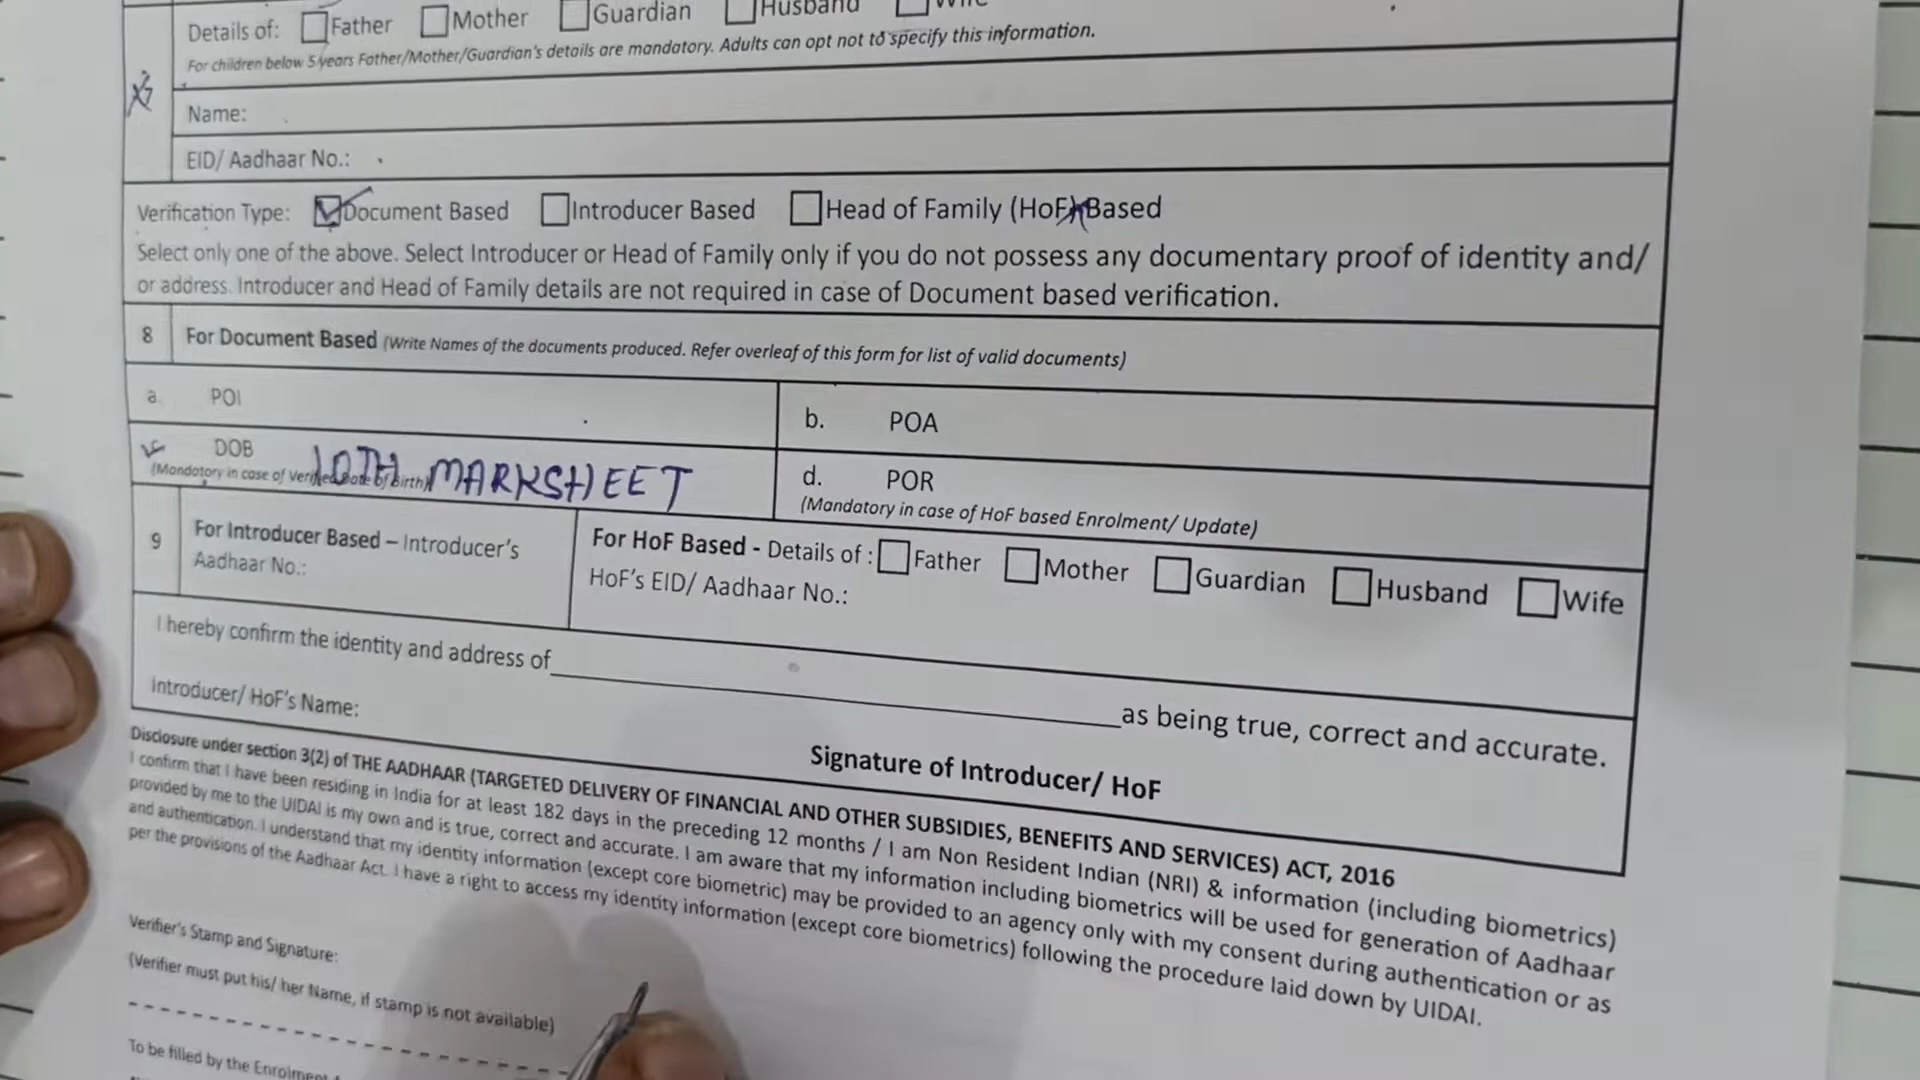 Details of: Father Mother Guardian Husband Wife
For children below 5 years Father/Mother/Guardian's details are mandatory. Adults can opt not to specify this information.
Name:
EID/ Aadhaar No.:
Verification Type: Document Based Introducer Based Head of Family (HoF) Based
Select only one of the above. Select Introducer or Head of Family only if you do not possess any documentary proof of identity and/
or address. Introducer and Head of Family details are not required in case of Document based verification.
8 For Document Based (Write Names of the documents produced. Refer overleaf of this form for list of valid documents)
a. POI b. POA
DOB 10TH MARKSHEET d. POR
(Mandatory in case of Verified Date of Birth) (Mandatory in case of HoF based Enrolment/ Update)
9 For Introducer Based – Introducer's For HoF Based - Details of : Father Mother Guardian Husband Wife
Aadhaar No.: HoF's EID/ Aadhaar No.:
I hereby confirm the identity and address of as being true, correct and accurate.
Introducer/ HoF's Name:
Signature of Introducer/ HoF
Disclosure under section 3(2) of THE AADHAAR (TARGETED DELIVERY OF FINANCIAL AND OTHER SUBSIDIES, BENEFITS AND SERVICES) ACT, 2016
I confirm that I have been residing in India for at least 182 days in the preceding 12 months / I am Non Resident Indian (NRI) & information (including biometrics)
provided by me to the UIDAI is my own and is true, correct and accurate. I am aware that my information including biometrics will be used for generation of Aadhaar
and authentication. I understand that my identity information (except core biometric) may be provided to an agency only with my consent during authentication or as
per the provisions of the Aadhaar Act. I have a right to access my identity information (except core biometrics) following the procedure laid down by UIDAI.
Verifier's Stamp and Signature:
(Verifier must put his/ her Name, if stamp is not available)
To be filled by the Enrolment